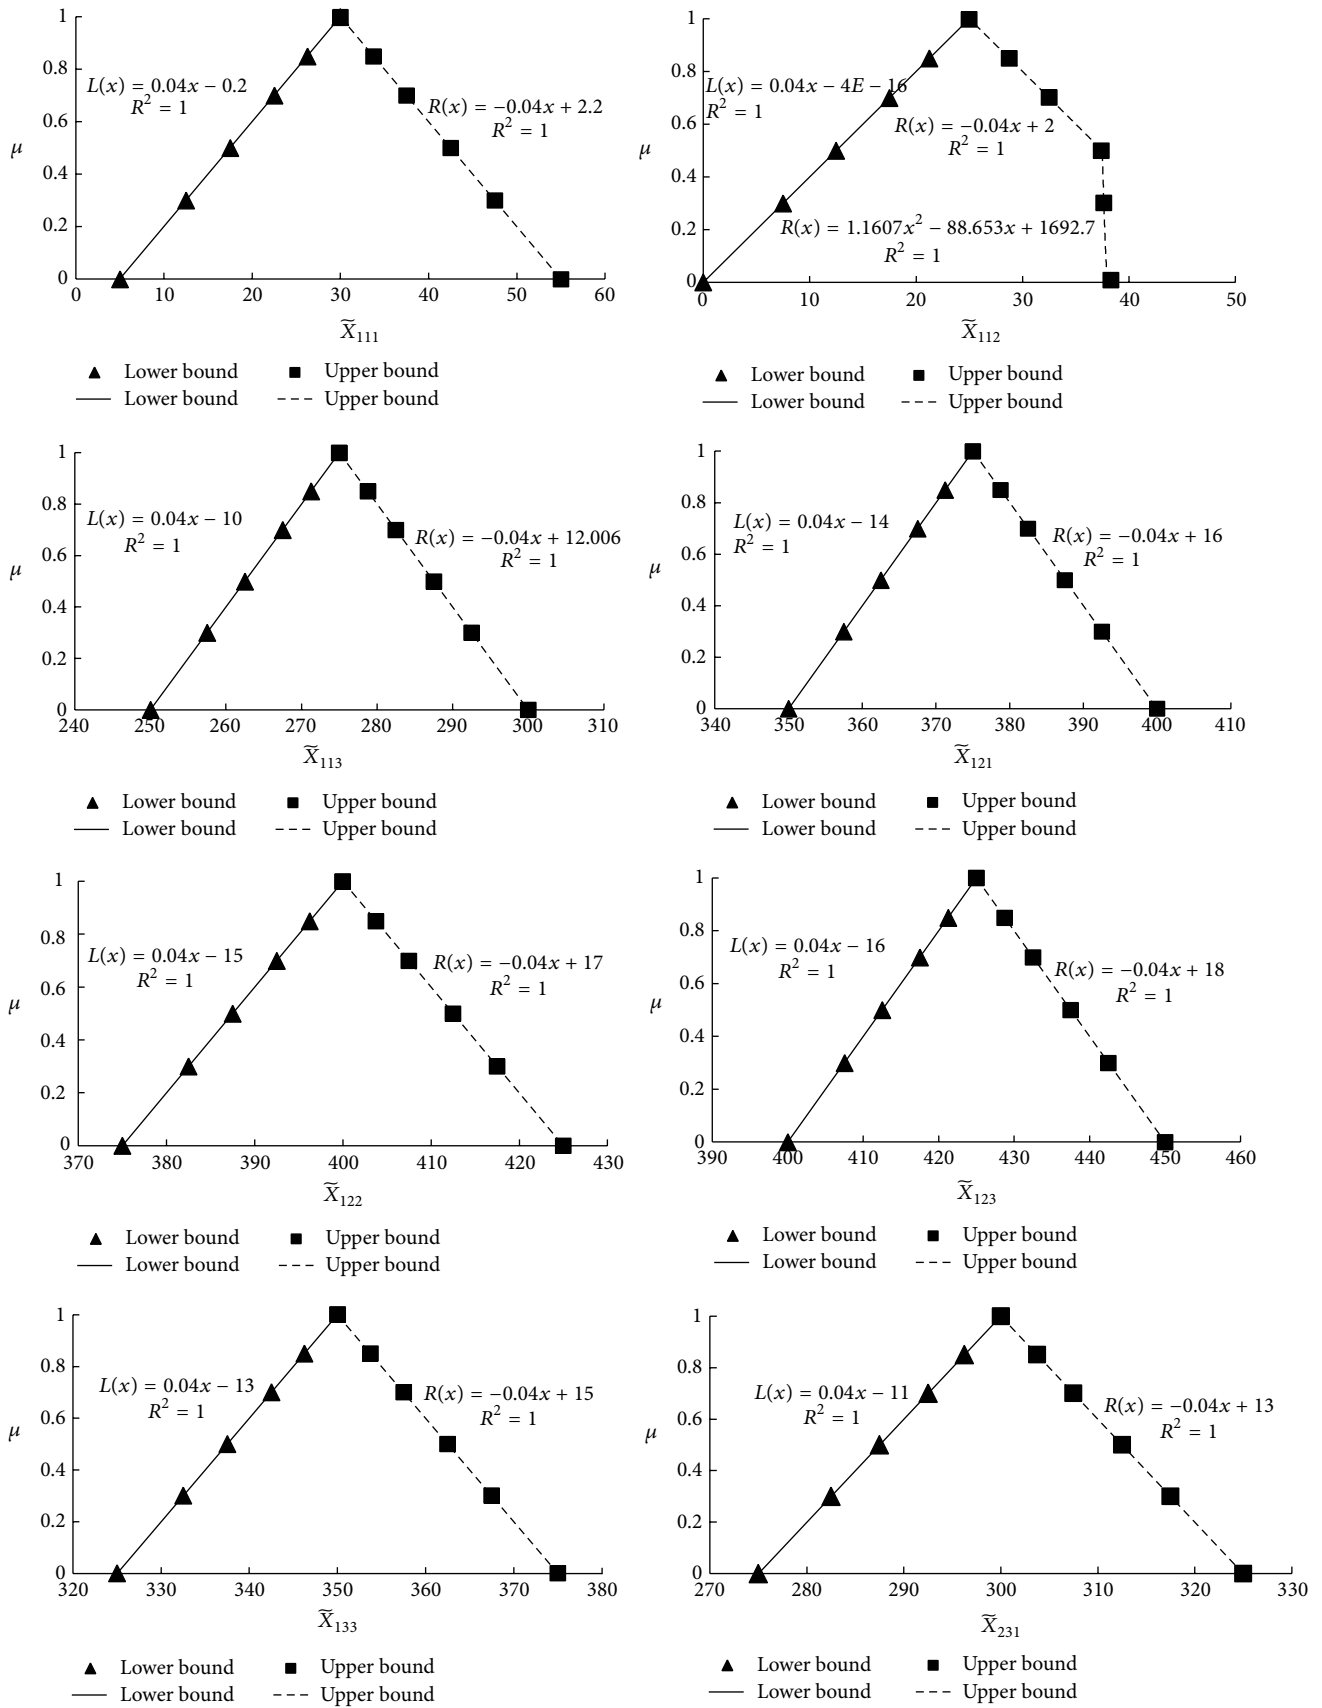 1
0.8
0.6
0.4
0.2
0
μ
L(x) = 0.04x − 0.2
R² = 1
R(x) = −0.04x + 2.2
R² = 1
0 10 20 30 40 50 60
X̃₁₁₁
Lower bound Upper bound
Lower bound Upper bound
1
0.8
0.6
0.4
0.2
0
μ
L(x) = 0.04x − 4E − 16
R² = 1
R(x) = −0.04x + 2
R² = 1
R(x) = 1.1607x² − 88.653x + 1692.7
R² = 1
0 10 20 30 40 50
X̃₁₁₂
Lower bound Upper bound
Lower bound Upper bound
1
0.8
0.6
0.4
0.2
0
μ
L(x) = 0.04x − 10
R² = 1
R(x) = −0.04x + 12.006
R² = 1
240 250 260 270 280 290 300 310
X̃₁₁₃
Lower bound Upper bound
Lower bound Upper bound
1
0.8
0.6
0.4
0.2
0
μ
L(x) = 0.04x − 14
R² = 1
R(x) = −0.04x + 16
R² = 1
340 350 360 370 380 390 400 410
X̃₁₂₁
Lower bound Upper bound
Lower bound Upper bound
1
0.8
0.6
0.4
0.2
0
μ
L(x) = 0.04x − 15
R² = 1
R(x) = −0.04x + 17
R² = 1
370 380 390 400 410 420 430
X̃₁₂₂
Lower bound Upper bound
Lower bound Upper bound
1
0.8
0.6
0.4
0.2
0
μ
L(x) = 0.04x − 16
R² = 1
R(x) = −0.04x + 18
R² = 1
390 400 410 420 430 440 450 460
X̃₁₂₃
Lower bound Upper bound
Lower bound Upper bound
1
0.8
0.6
0.4
0.2
0
μ
L(x) = 0.04x − 13
R² = 1
R(x) = −0.04x + 15
R² = 1
320 330 340 350 360 370 380
X̃₁₃₃
Lower bound Upper bound
Lower bound Upper bound
1
0.8
0.6
0.4
0.2
0
μ
L(x) = 0.04x − 11
R² = 1
R(x) = −0.04x + 13
R² = 1
270 280 290 300 310 320 330
X̃₂₃₁
Lower bound Upper bound
Lower bound Upper bound